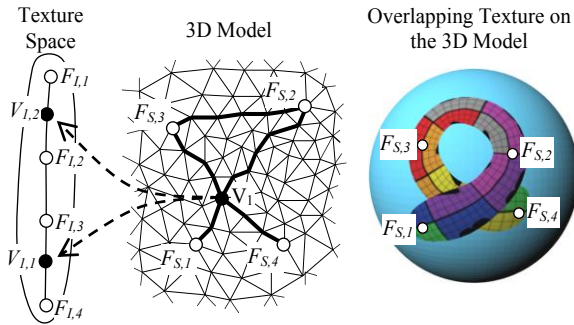 Texture
Space
F_{I,1}
V_{I,2}
F_{I,2}
F_{I,3}
V_{I,1}
F_{I,4}
3D Model
F_{S,2}
F_{S,3}
V_1
F_{S,1}
F_{S,4}
Overlapping Texture on
the 3D Model
F_{S,3}
F_{S,2}
F_{S,4}
F_{S,1}